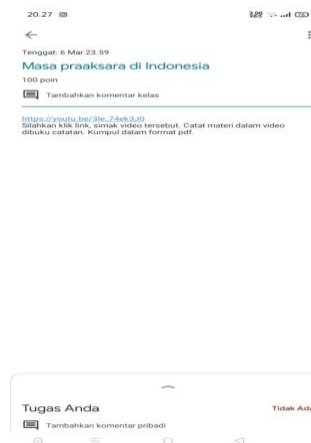 20.27
Tenggat: 6 Mar 23.59
Masa praaksara di Indonesia
100 poin
Tambahkan komentar kelas
https://youtu.be/3le_74ek3J0
Silahkan klik link, simak video tersebut. Catat materi dalam video
dibuku catatan. Kumpul dalam format pdf.
Tugas Anda
Tidak Ada
Tambahkan komentar pribadi